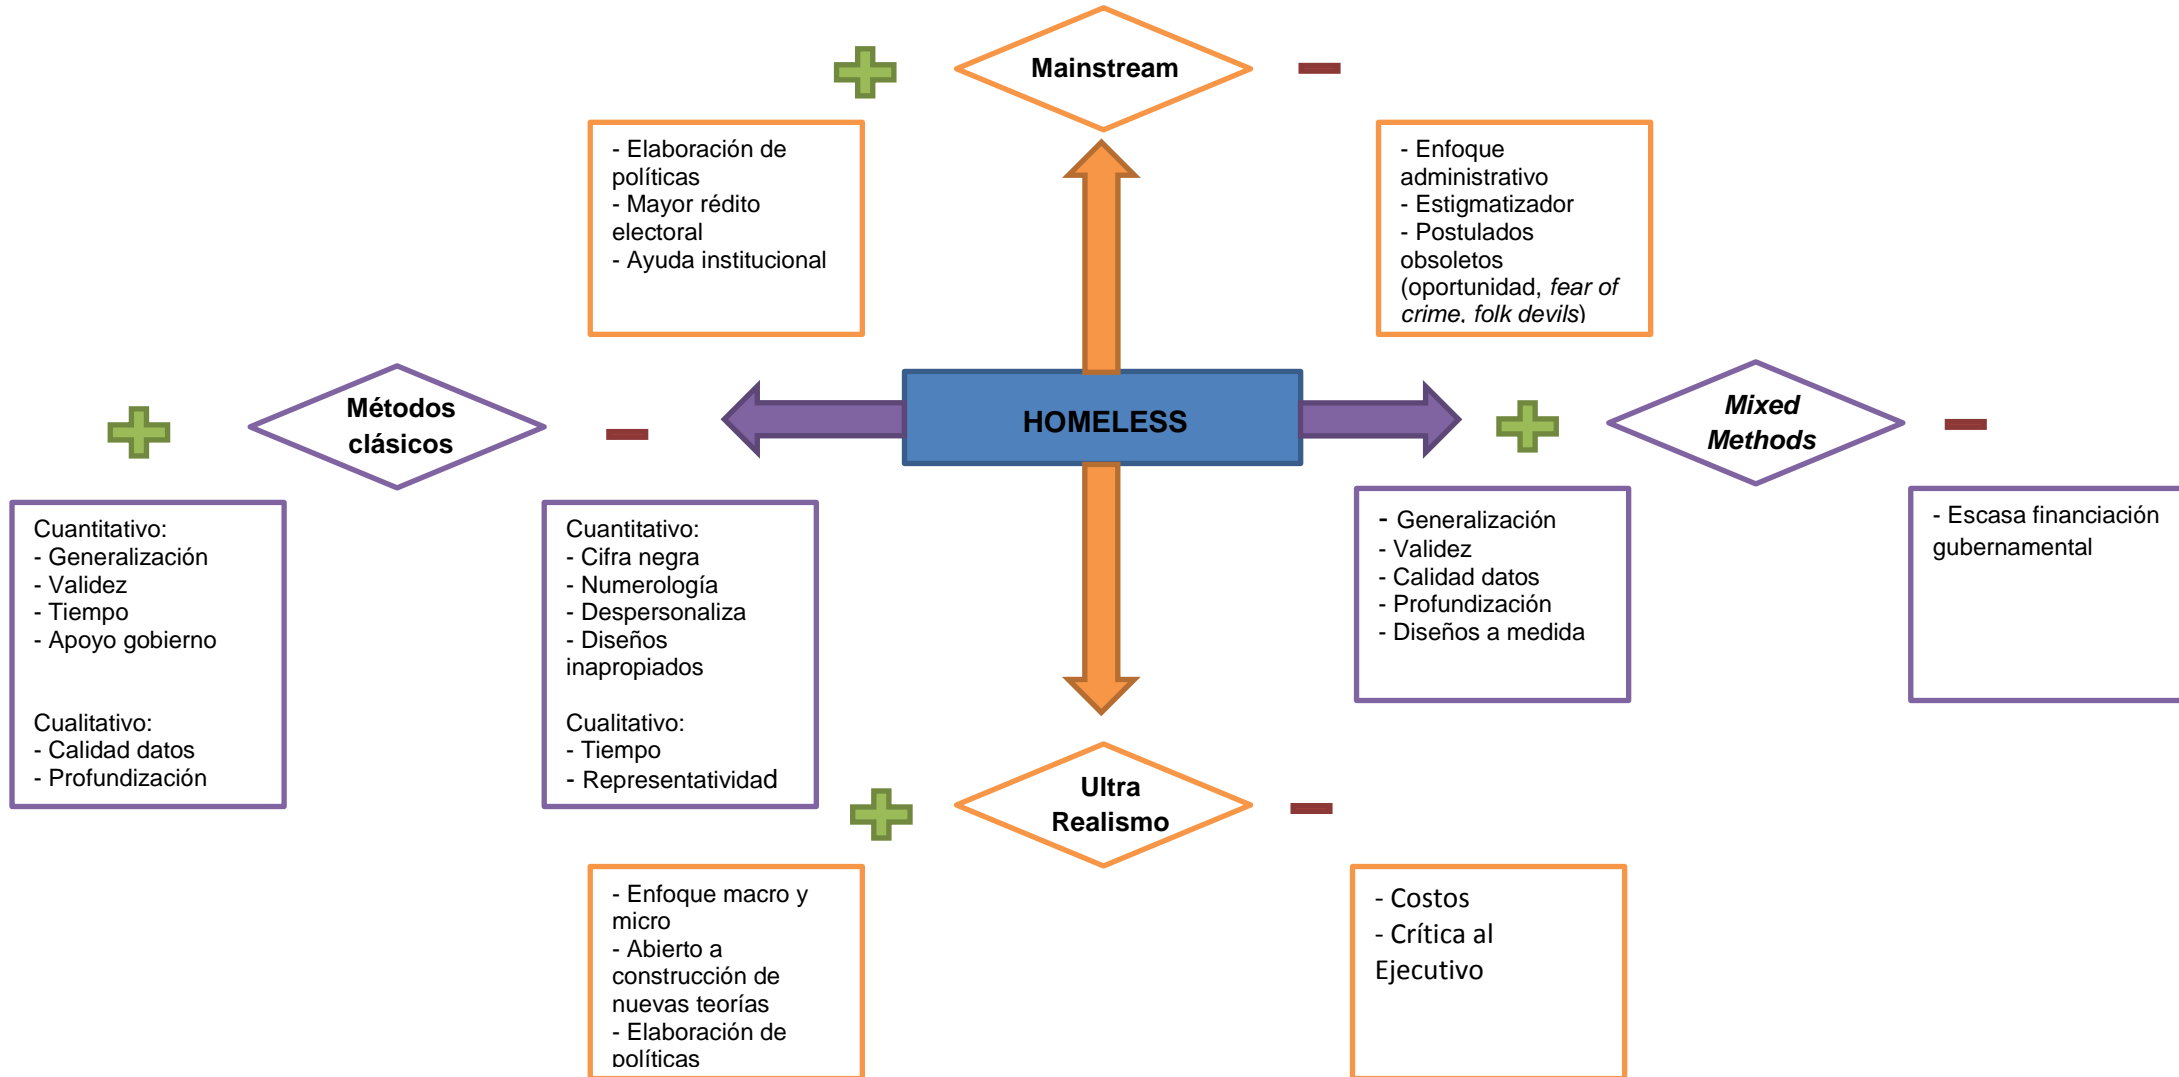 Mainstream
- Elaboración de
políticas
- Mayor rédito
electoral
- Ayuda institucional
- Enfoque
administrativo
- Estigmatizador
- Postulados
obsoletos
(oportunidad, fear of
crime, folk devils)
HOMELESS
Métodos
clásicos
Mixed
Methods
Cuantitativo:
- Generalización
- Validez
- Tiempo
- Apoyo gobierno
Cualitativo:
- Calidad datos
- Profundización
Cuantitativo:
- Cifra negra
- Numerología
- Despersonaliza
- Diseños
inapropiados
Cualitativo:
- Tiempo
- Representatividad
- Generalización
- Validez
- Calidad datos
- Profundización
- Diseños a medida
- Escasa financiación
gubernamental
Ultra
Realismo
- Enfoque macro y
micro
- Abierto a
construcción de
nuevas teorías
- Elaboración de
políticas
- Costos
- Crítica al
Ejecutivo